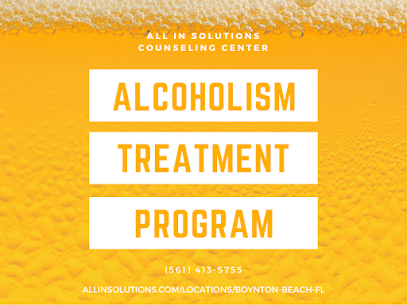 ALL IN SOLUTIONS
COUNSELING CENTER
ALCOHOLISM
TREATMENT
PROGRAM
(561) 413-5755
ALLINSOLUTIONS.COM/LOCATIONS/BOYNTON-BEACH-FL